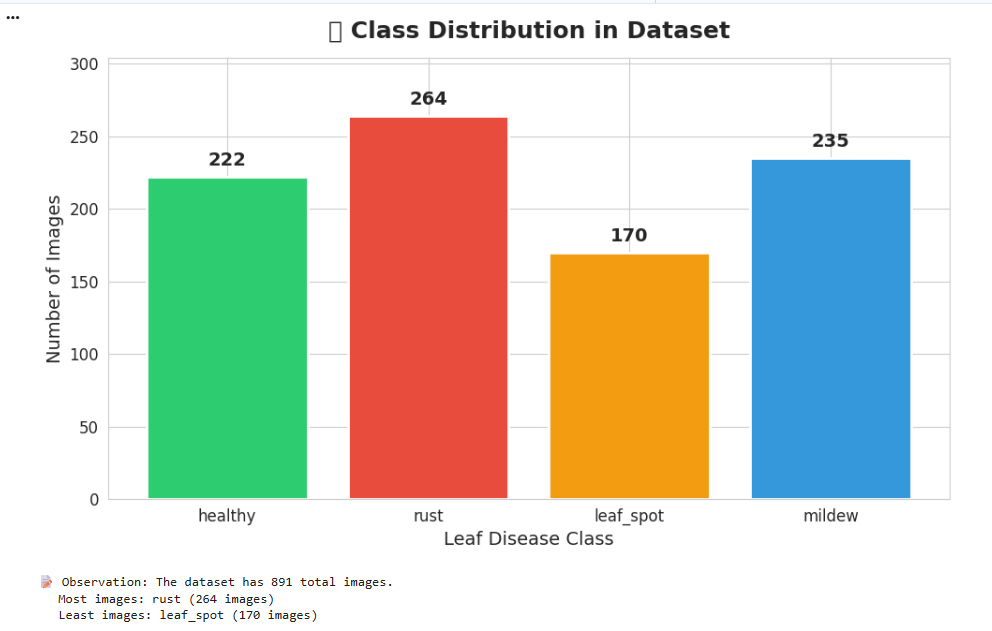 ...
Class Distribution in Dataset
300
250
200
150
100
50
0
Number of Images
222
264
170
235
healthy
rust
leaf_spot
mildew
Leaf Disease Class
📝 Observation: The dataset has 891 total images.
Most images: rust (264 images)
Least images: leaf_spot (170 images)